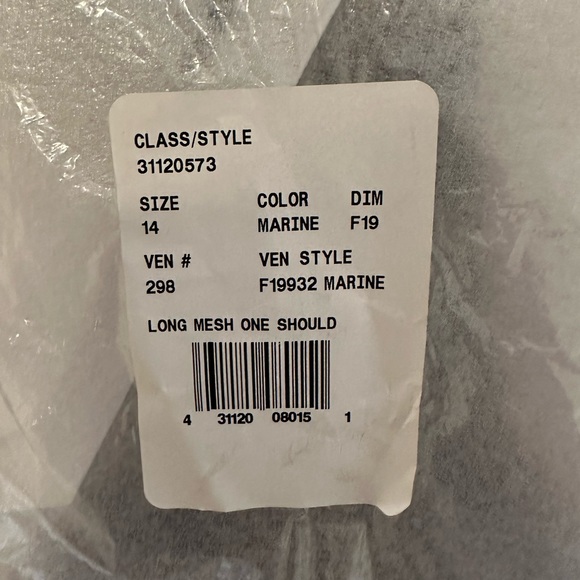 CLASS/STYLE
31120573
SIZE COLOR DIM
14 MARINE F19
VEN # VEN STYLE
298 F19932 MARINE
LONG MESH ONE SHOULD
4 31120 08015 1